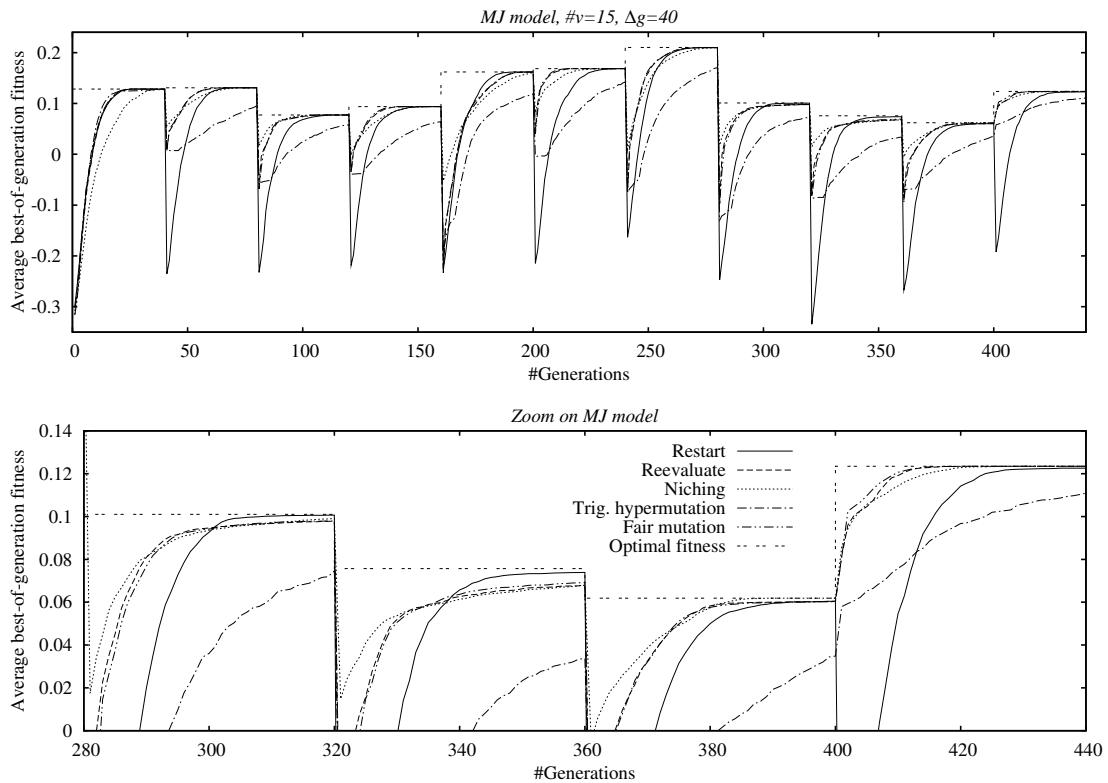 MJ model, #v=15, Δg=40
Average best-of-generation fitness
0.2
0.1
0
-0.1
-0.2
-0.3
0 50 100 150 200 250 300 350 400
#Generations
Zoom on MJ model
Average best-of-generation fitness
0.14
0.12
0.1
0.08
0.06
0.04
0.02
0
Restart
Reevaluate
Niching
Trig. hypermutation
Fair mutation
Optimal fitness
280 300 320 340 360 380 400 420 440
#Generations